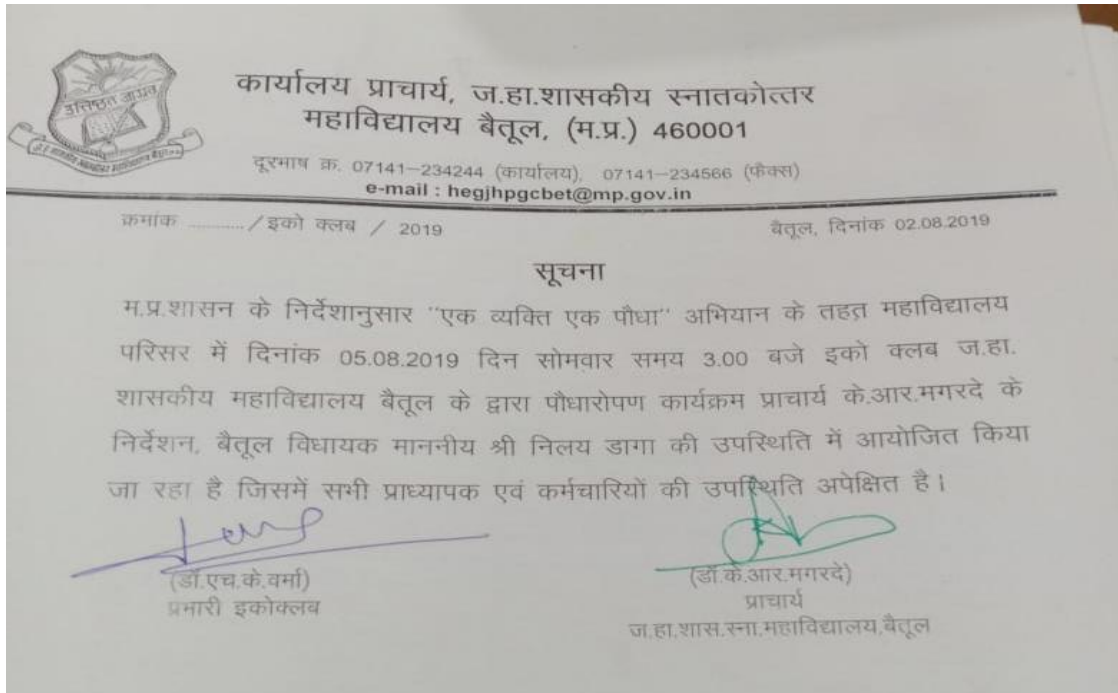 उत्तिष्ठत जाग्रत
कार्यालय प्राचार्य, ज.हा.शासकीय स्नातकोत्तर
महाविद्यालय बैतूल, (म.प्र.) 460001
दूरभाष क्र. 07141–234244 (कार्यालय), 07141–234566 (फैक्स)
e-mail : hegjhpgcbet@mp.gov.in
क्रमांक ........... / इको क्लब / 2019 बैतूल, दिनांक 02.08.2019
सूचना
म.प्र.शासन के निर्देशानुसार "एक व्यक्ति एक पौधा" अभियान के तहत महाविद्यालय
परिसर में दिनांक 05.08.2019 दिन सोमवार समय 3.00 बजे इको क्लब ज.हा.
शासकीय महाविद्यालय बैतूल के द्वारा पौधारोपण कार्यक्रम प्राचार्य के.आर.मगरदे के
निर्देशन, बैतूल विधायक माननीय श्री निलय डागा की उपस्थिति में आयोजित किया
जा रहा है जिसमें सभी प्राध्यापक एवं कर्मचारियों की उपस्थिति अपेक्षित है।
(डॉ.एच.के.वर्मा) (डॉ.के.आर.मगरदे)
प्रभारी इकोक्लब प्राचार्य
ज.हा.शास.स्ना.महाविद्यालय,बैतूल